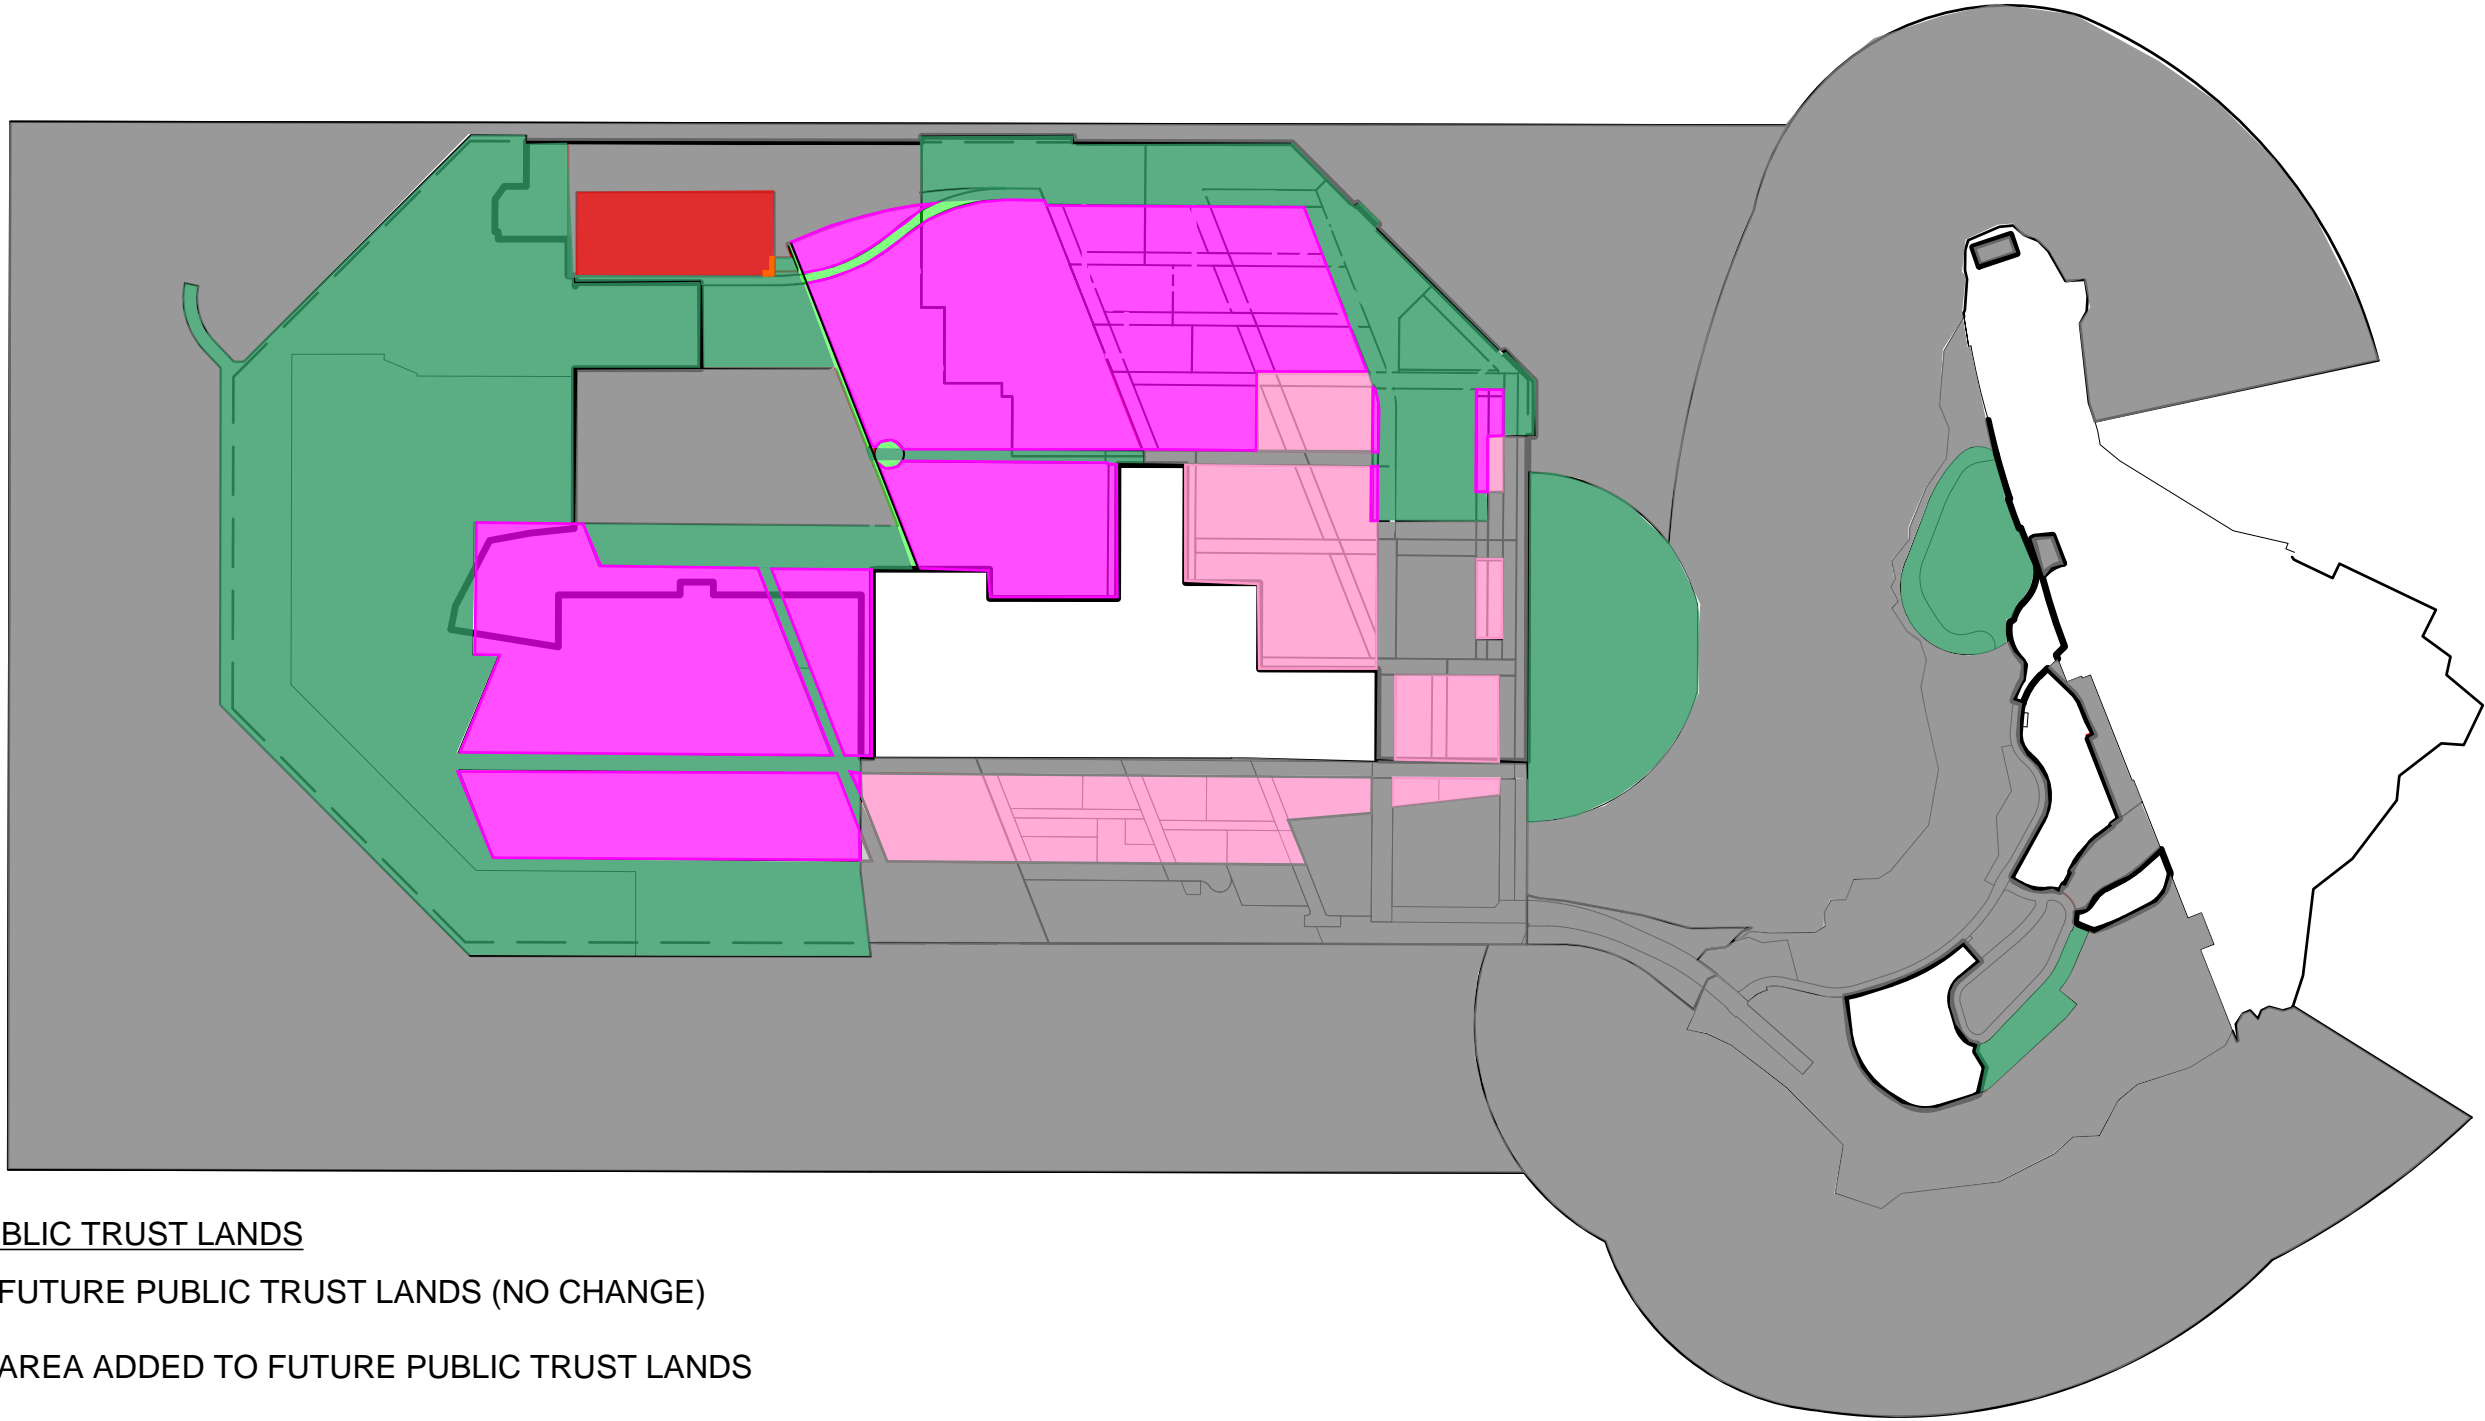 BLIC TRUST LANDS
FUTURE PUBLIC TRUST LANDS (NO CHANGE)
AREA ADDED TO FUTURE PUBLIC TRUST LANDS